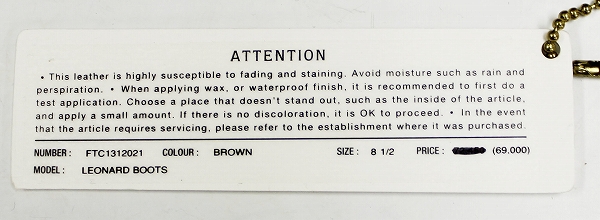 ATTENTION
• This leather is highly susceptible to fading and staining. Avoid moisture such as rain and
perspiration. • When applying wax, or waterproof finish, it is recommended to first do a
test application. Choose a place that doesn't stand out, such as the inside of the article,
and apply a small amount. If there is no discoloration, it is OK to proceed. • In the event
that the article requires servicing, please refer to the establishment where it was purchased.
NUMBER : FTC1312021 COLOUR : BROWN SIZE : 8 1/2 PRICE : (69.000)
MODEL : LEONARD BOOTS